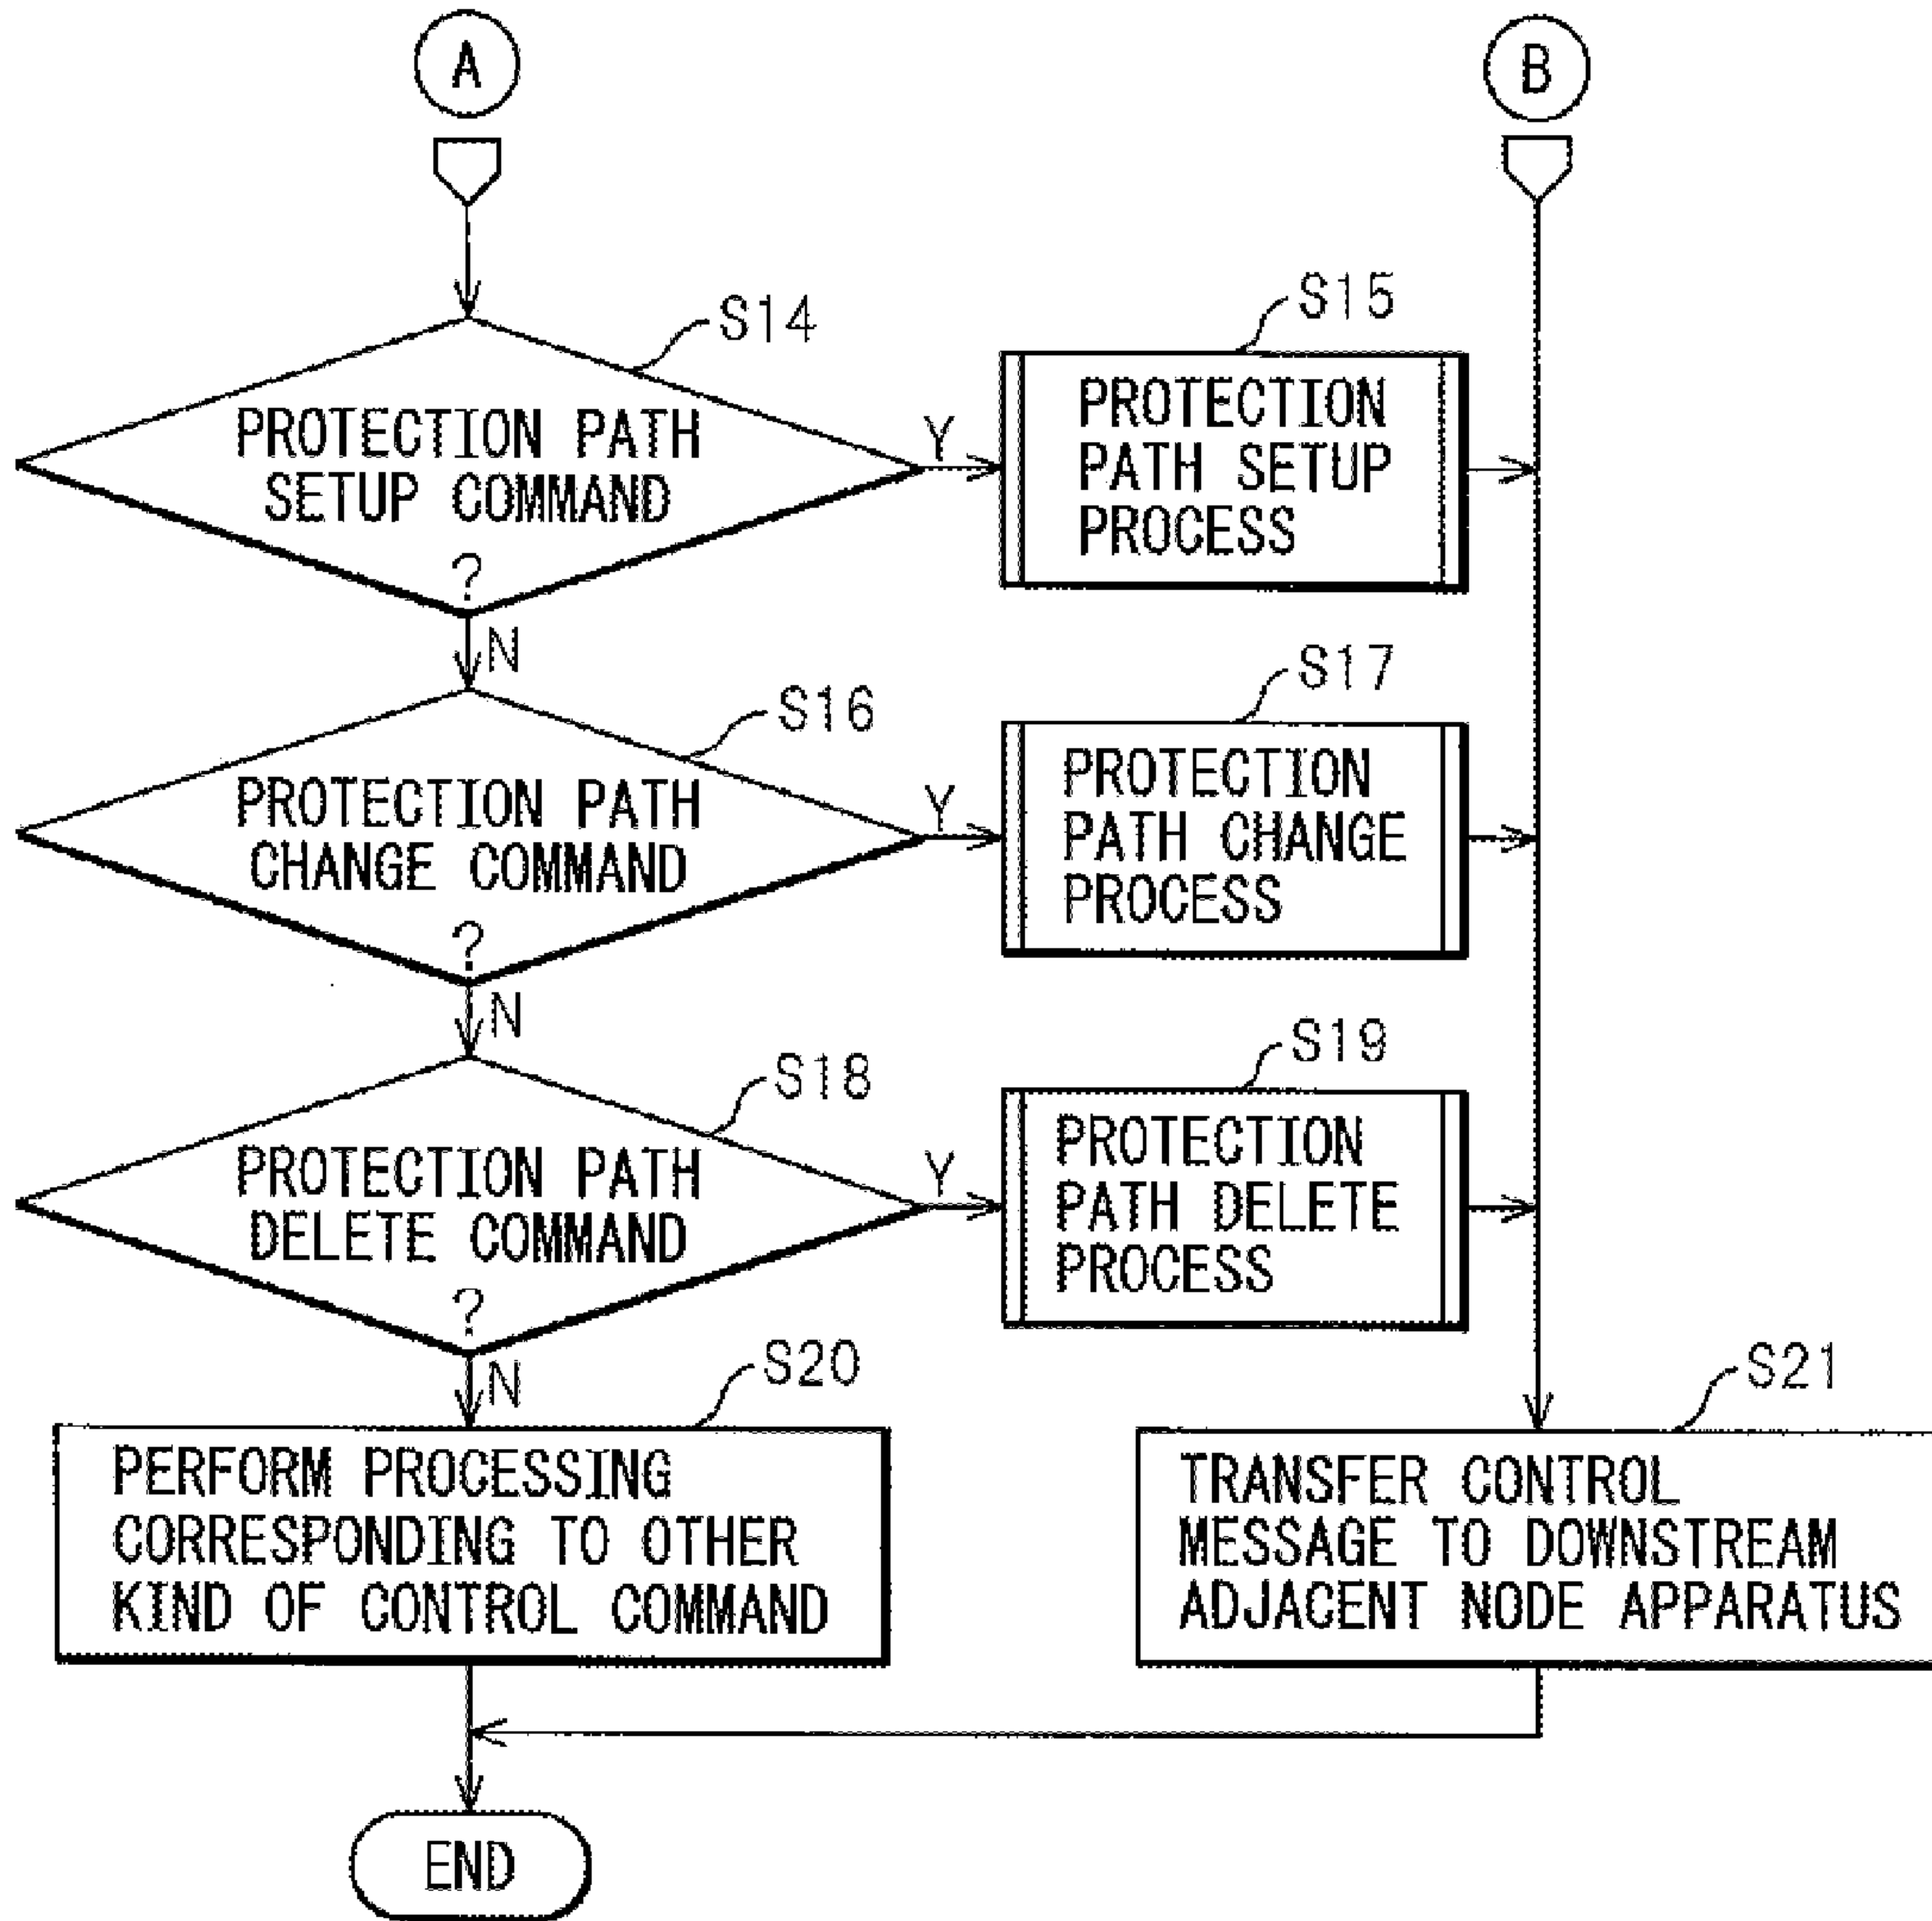 A
B
S14
PROTECTION PATH
SETUP COMMAND
?
Y
N
S15
PROTECTION
PATH SETUP
PROCESS
S16
PROTECTION PATH
CHANGE COMMAND
?
Y
N
S17
PROTECTION
PATH CHANGE
PROCESS
S18
PROTECTION PATH
DELETE COMMAND
?
Y
N
S19
PROTECTION
PATH DELETE
PROCESS
S20
PERFORM PROCESSING
CORRESPONDING TO OTHER
KIND OF CONTROL COMMAND
S21
TRANSFER CONTROL
MESSAGE TO DOWNSTREAM
ADJACENT NODE APPARATUS
END